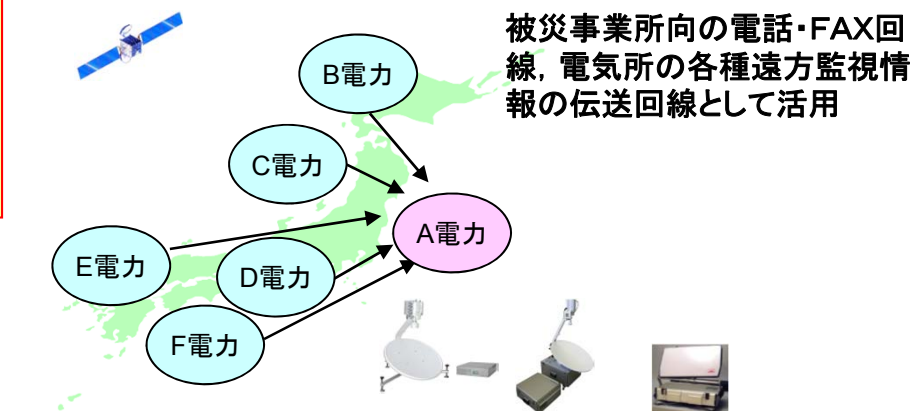 被災事業所向の電話・FAX回
線，電気所の各種遠方監視情
報の伝送回線として活用
B電力
C電力
A電力
E電力
D電力
F電力